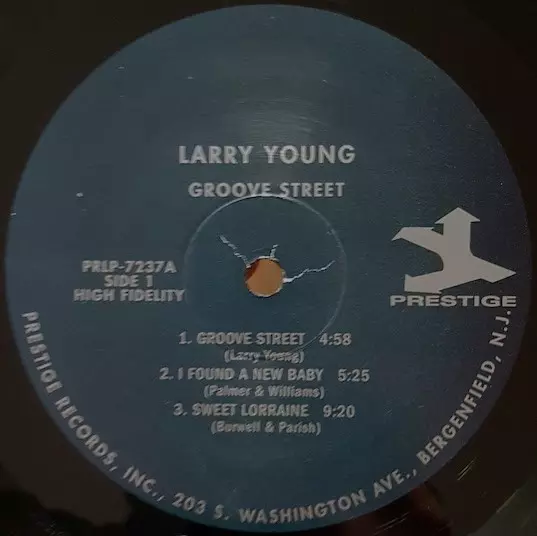 LARRY YOUNG
GROOVE STREET
PRLP-7237A
SIDE 1
HIGH FIDELITY
PRESTIGE
1. GROOVE STREET 4:58
(Larry Young)
2. I FOUND A NEW BABY 5:25
(Palmer & Williams)
3. SWEET LORRAINE 9:20
(Burwell & Parish)
PRESTIGE RECORDS, INC., 203 S. WASHINGTON AVE., BERGENFIELD, N.J.